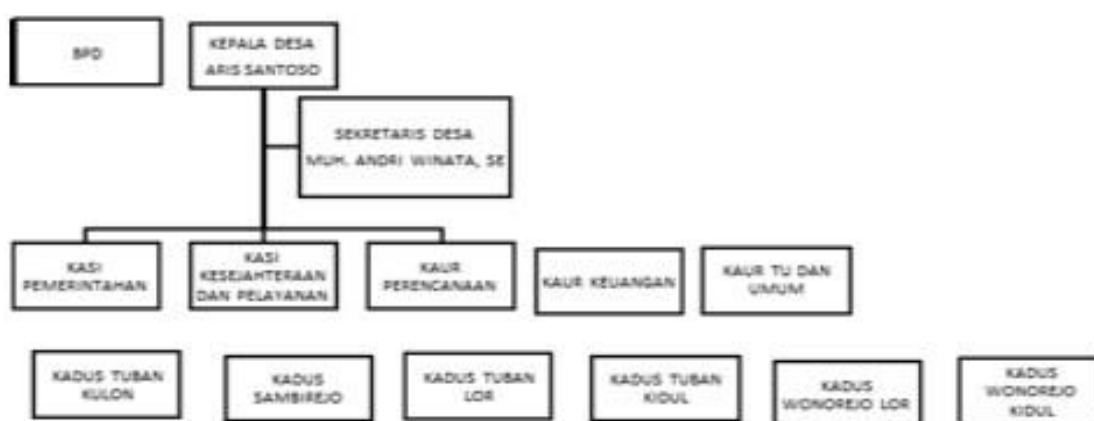 BPD
KEPALA DESA
ARIS SANTOSO
SEKRETARIS DESA
MUH. ANDRI WINATA, SE
KASI
PEMERINTAHAN
KASI
KESEJAHTERAAN
DAN PELAYANAN
KAUR
PERENCANAAN
KAUR KEUANGAN
KAUR TU DAN
UMUM
KADUS TUBAN
KULON
KADUS
SAMBIREJO
KADUS TUBAN
LOR
KADUS TUBAN
KIDUL
KADUS
WONOREJO LOR
KADUS
WONOREJO
KIDUL